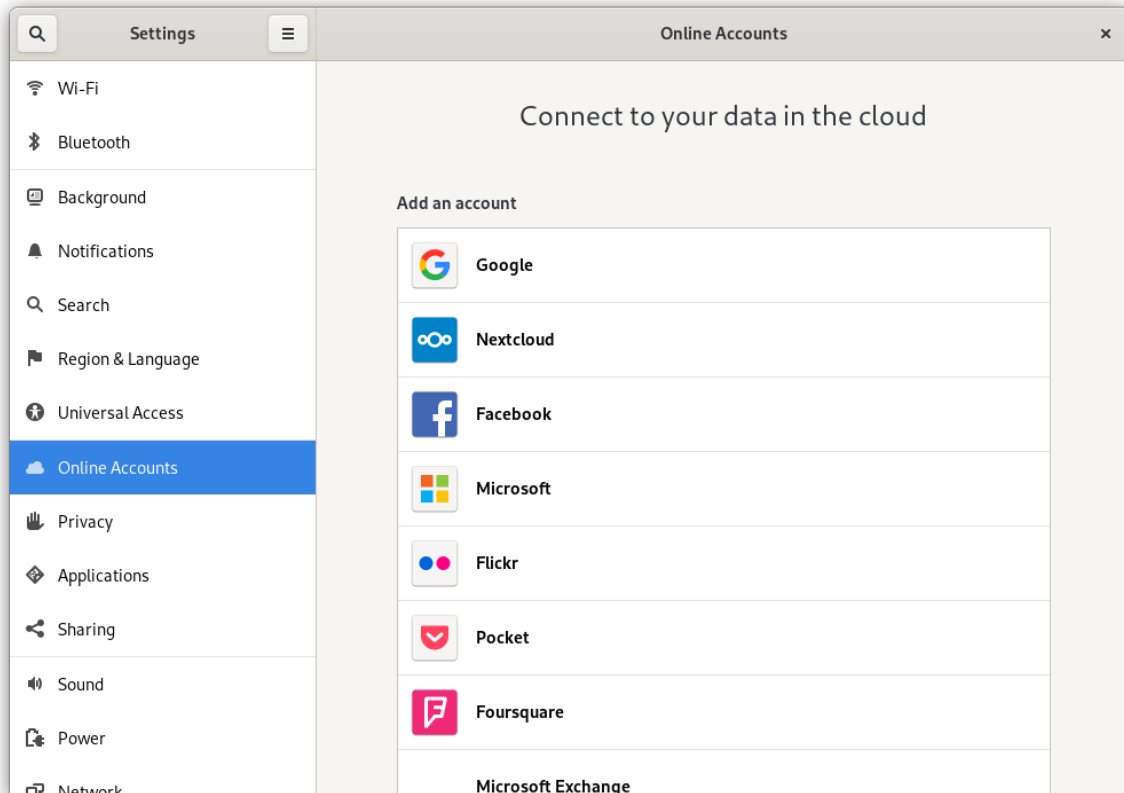 Settings
Online Accounts
Wi-Fi
Bluetooth
Background
Notifications
Search
Region & Language
Universal Access
Online Accounts
Privacy
Applications
Sharing
Sound
Power
Network
Connect to your data in the cloud
Add an account
Google
Nextcloud
Facebook
Microsoft
Flickr
Pocket
Foursquare
Microsoft Exchange